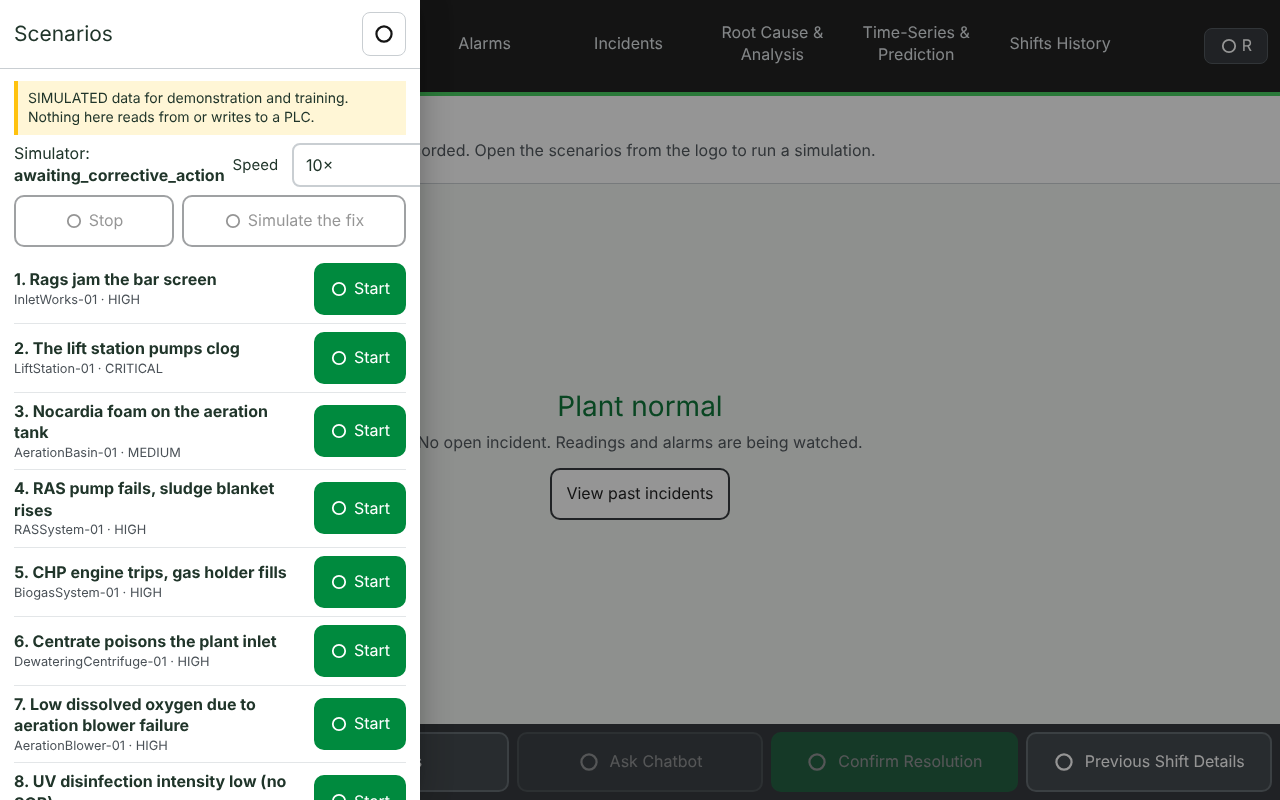 Scenarios
Alarms
Incidents
Root Cause &
Analysis
Time-Series &
Prediction
Shifts History
R
SIMULATED data for demonstration and training.
Nothing here reads from or writes to a PLC.
Simulator:
awaiting_corrective_action
Speed
10×
orded. Open the scenarios from the logo to run a simulation.
Stop
Simulate the fix
1. Rags jam the bar screen
InletWorks-01 · HIGH
Start
2. The lift station pumps clog
LiftStation-01 · CRITICAL
Start
3. Nocardia foam on the aeration
tank
AerationBasin-01 · MEDIUM
Start
4. RAS pump fails, sludge blanket
rises
RASSystem-01 · HIGH
Start
5. CHP engine trips, gas holder fills
BiogasSystem-01 · HIGH
Start
6. Centrate poisons the plant inlet
DewateringCentrifuge-01 · HIGH
Start
7. Low dissolved oxygen due to
aeration blower failure
AerationBlower-01 · HIGH
Start
8. UV disinfection intensity low (no
Start
Plant normal
No open incident. Readings and alarms are being watched.
View past incidents
Ask Chatbot
Confirm Resolution
Previous Shift Details